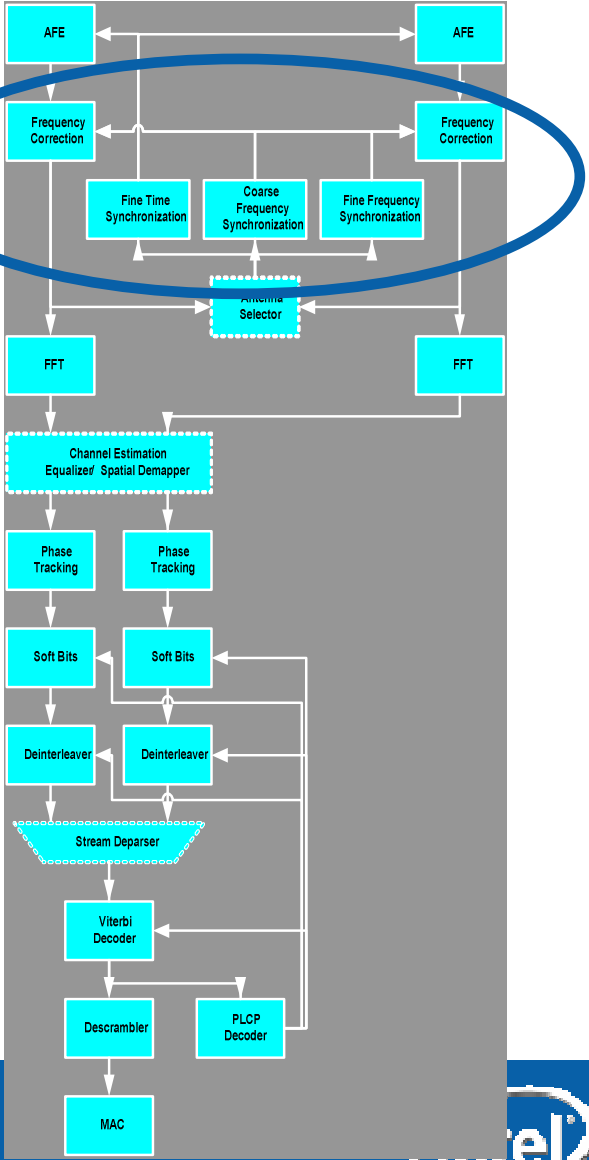 AFE
AFE
Frequency
Correction
Frequency
Correction
Fine Time
Synchronization
Coarse
Frequency
Synchronization
Fine Frequency
Synchronization
Antenna
Selector
FFT
FFT
Channel Estimation
Equalizer/ Spatial Demapper
Phase
Tracking
Phase
Tracking
Soft Bits
Soft Bits
Deinterleaver
Deinterleaver
Stream Deparser
Viterbi
Decoder
Descrambler
PLCP
Decoder
MAC